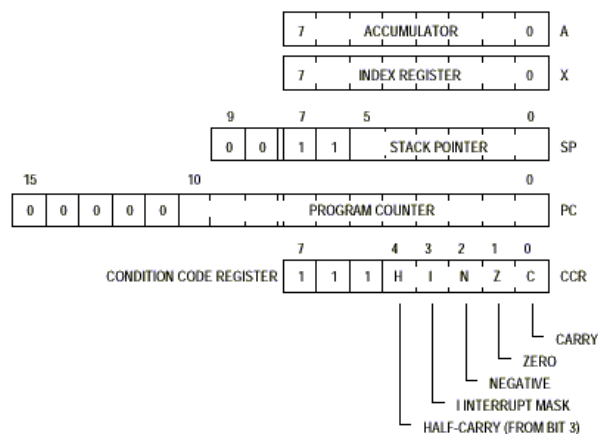 7 ACCUMULATOR 0 A
7 INDEX REGISTER 0 X
9 7 5 0
0 0 1 1 STACK POINTER SP
15 10 0
0 0 0 0 0 PROGRAM COUNTER PC
7 4 3 2 1 0
CONDITION CODE REGISTER 1 1 1 H I N Z C CCR
CARRY
ZERO
NEGATIVE
I INTERRUPT MASK
HALF-CARRY (FROM BIT 3)